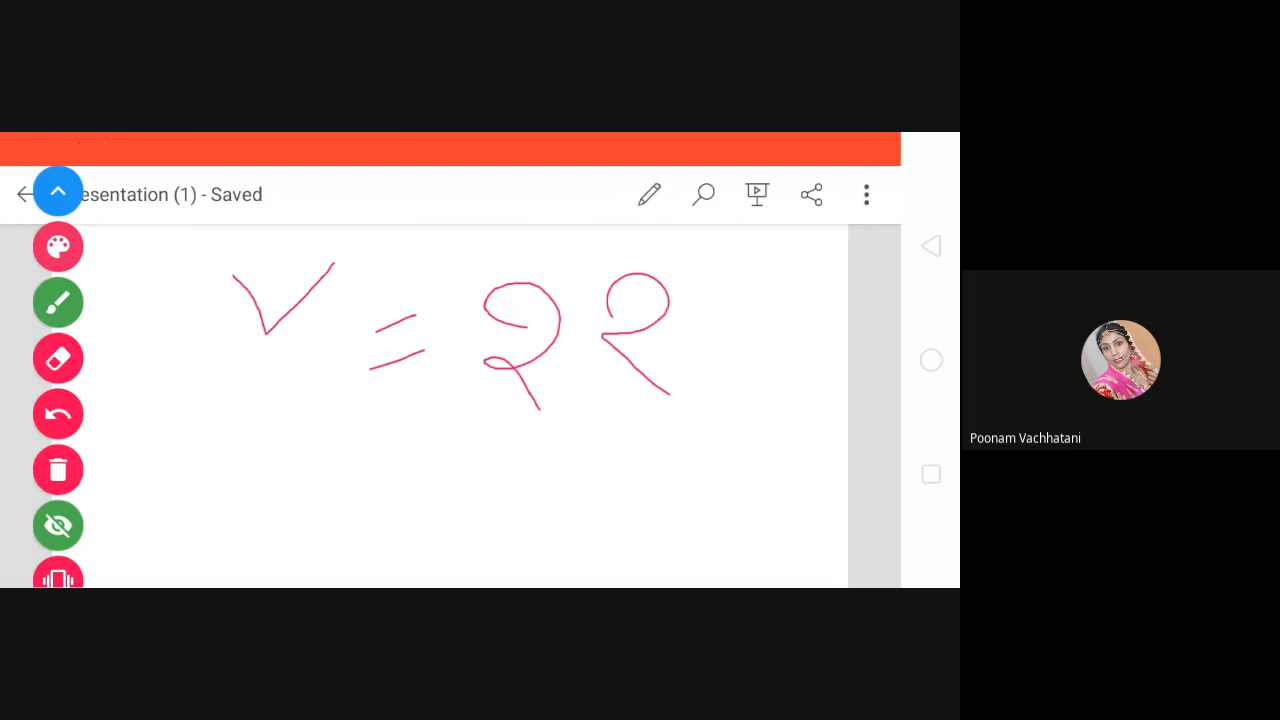 esentation (1) - Saved
V = २२
Poonam Vachhatani